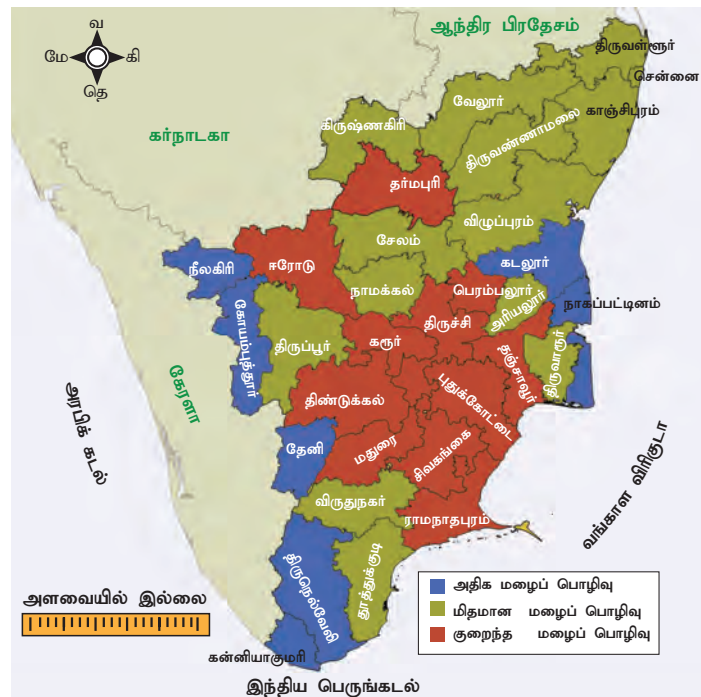 வ
மே
கி
தெ
ஆந்திர பிரதேசம்
திருவள்ளூர்
சென்னை
வேலூர்
காஞ்சிபுரம்
கிருஷ்ணகிரி
கர்நாடகா
திருவண்ணாமலை
தர்மபுரி
விழுப்புரம்
சேலம்
கடலூர்
நீலகிரி
ஈரோடு
நாமக்கல்
பெரம்பலூர்
அரியலூர்
நாகப்பட்டினம்
கோயம்புத்தூர்
திருப்பூர்
கரூர்
திருச்சி
தஞ்சாவூர்
திருவாரூர்
புதுக்கோட்டை
அரபிக் கடல்
கேரளா
திண்டுக்கல்
தேனி
மதுரை
சிவகங்கை
வங்காள விரிகுடா
விருதுநகர்
ராமநாதபுரம்
திருநெல்வேலி
தூத்துக்குடி
அதிக மழைப் பொழிவு
மிதமான மழைப் பொழிவு
குறைந்த மழைப் பொழிவு
அளவையில் இல்லை
கன்னியாகுமரி
இந்திய பெருங்கடல்